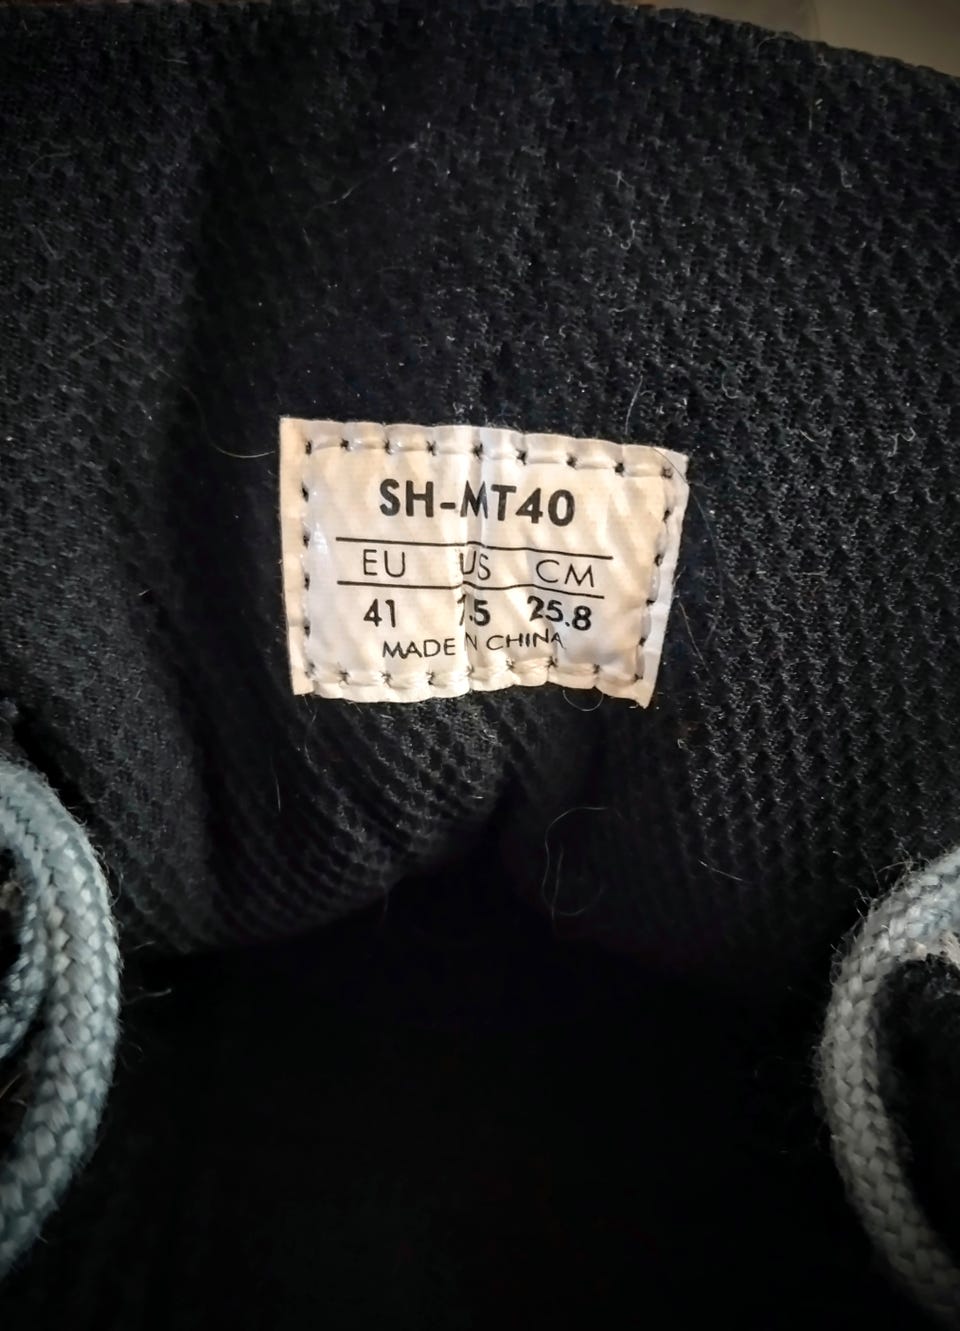 SH-MT40
EU US CM
41 7.5 25.8
MADE IN CHINA